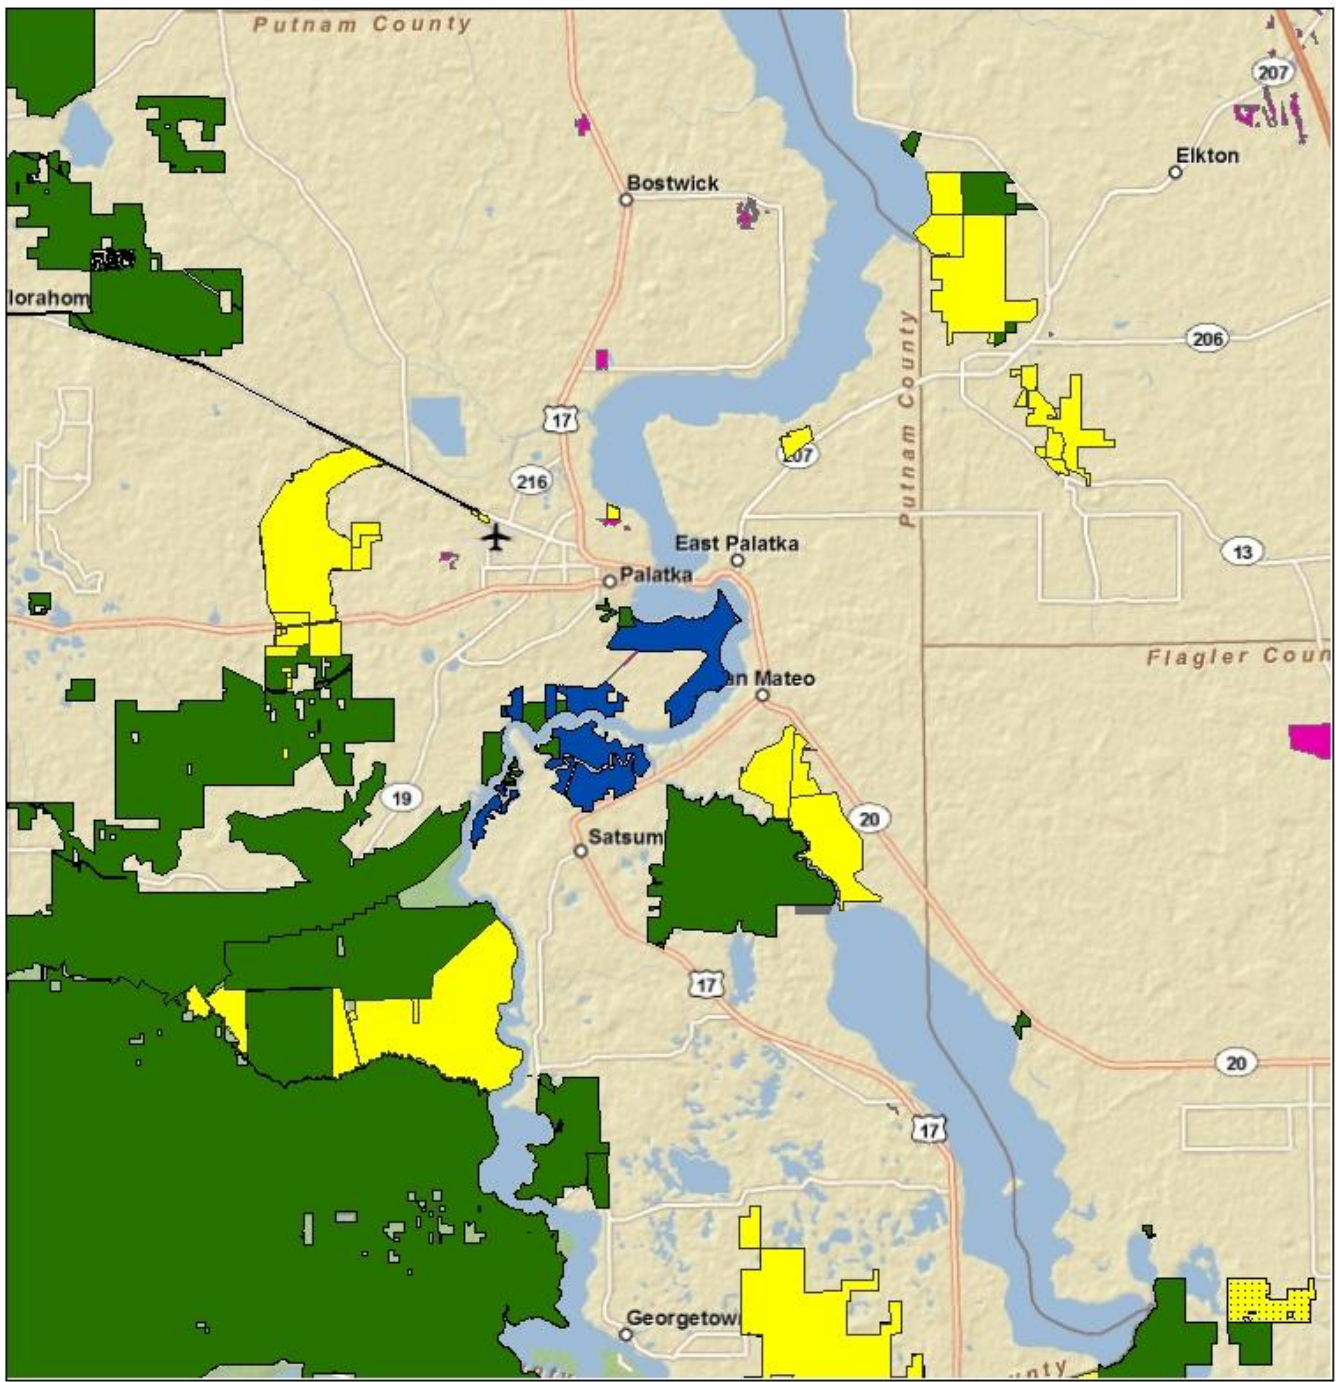 Putnam County
207
Elkton
Bostwick
lorahom
206
Putnam County
17
207
216
East Palatka
13
Palatka
Flagler Coun
an Mateo
19
20
Satsum
17
20
17
Georgetow
unty
ounty